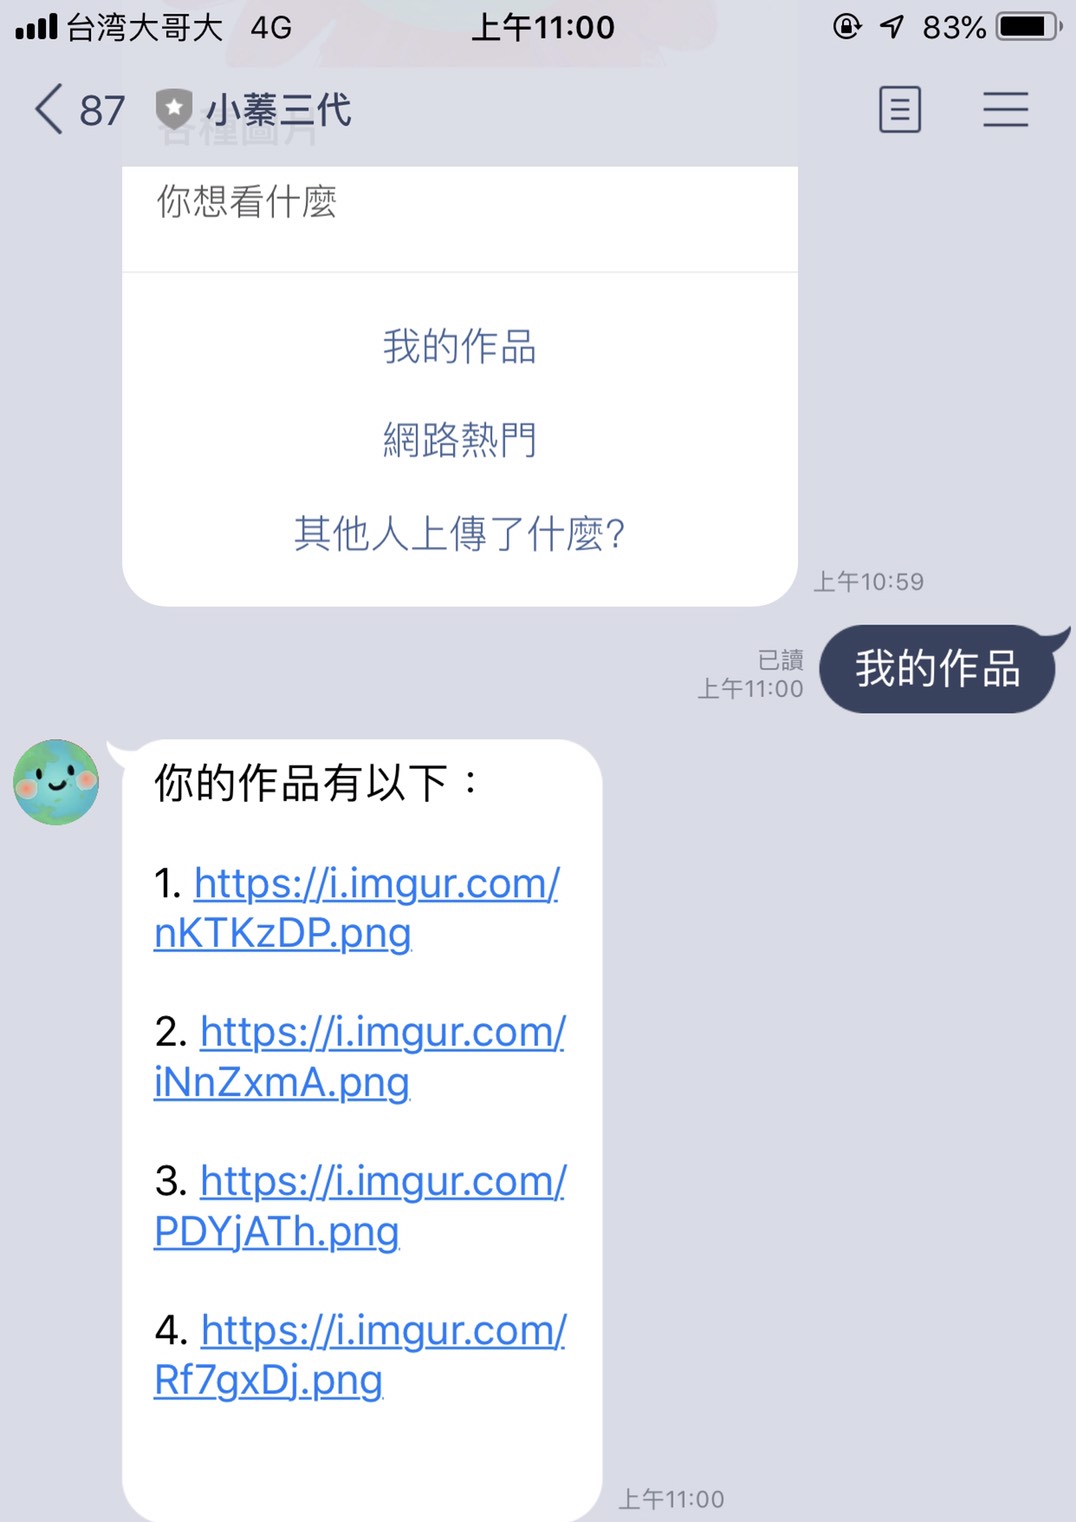 台湾大哥大 4G 上午11:00 83%
87 小蓁三代
各種圖片
你想看什麼
我的作品
網路熱門
其他人上傳了什麼?
上午10:59
已讀
上午11:00
我的作品
你的作品有以下：
1. https://i.imgur.com/
nKTKzDP.png
2. https://i.imgur.com/
iNnZxmA.png
3. https://i.imgur.com/
PDYjATh.png
4. https://i.imgur.com/
Rf7gxDj.png
上午11:00